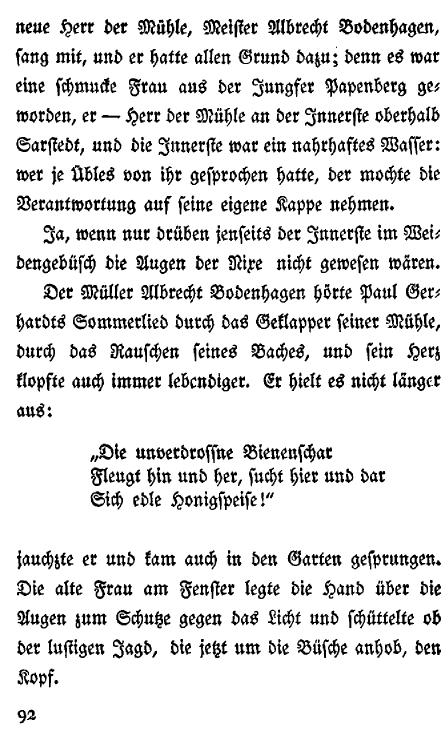 neue Herr der Mühle, Meister Albrecht Bodenhagen,
sang mit, und er hatte allen Grund dazu; denn es war
eine schmucke Frau aus der Jungfer Papenberg ge-
worden, er — Herr der Mühle an der Innerste oberhalb
Sarstedt, und die Innerste war ein nahrhaftes Wasser:
wer je Übles von ihr gesprochen hatte, der mochte die
Verantwortung auf seine eigene Kappe nehmen.
Ja, wenn nur drüben jenseits der Innerste im Wei-
dengebüsch die Augen der Nixe nicht gewesen wären.
Der Müller Albrecht Bodenhagen hörte Paul Ger-
hardts Sommerlied durch das Geklapper seiner Mühle,
durch das Rauschen seines Baches, und sein Herz
klopfte auch immer lebendiger. Er hielt es nicht länger
aus:
„Die unverdrossne Bienenschar
Fleugt hin und her, sucht hier und dar
Sich edle Honigspeise!“
jauchzte er und kam auch in den Garten gesprungen.
Die alte Frau am Fenster legte die Hand über die
Augen zum Schutze gegen das Licht und schüttelte ob
der lustigen Jagd, die jetzt um die Büsche anhob, den
Kopf.
92